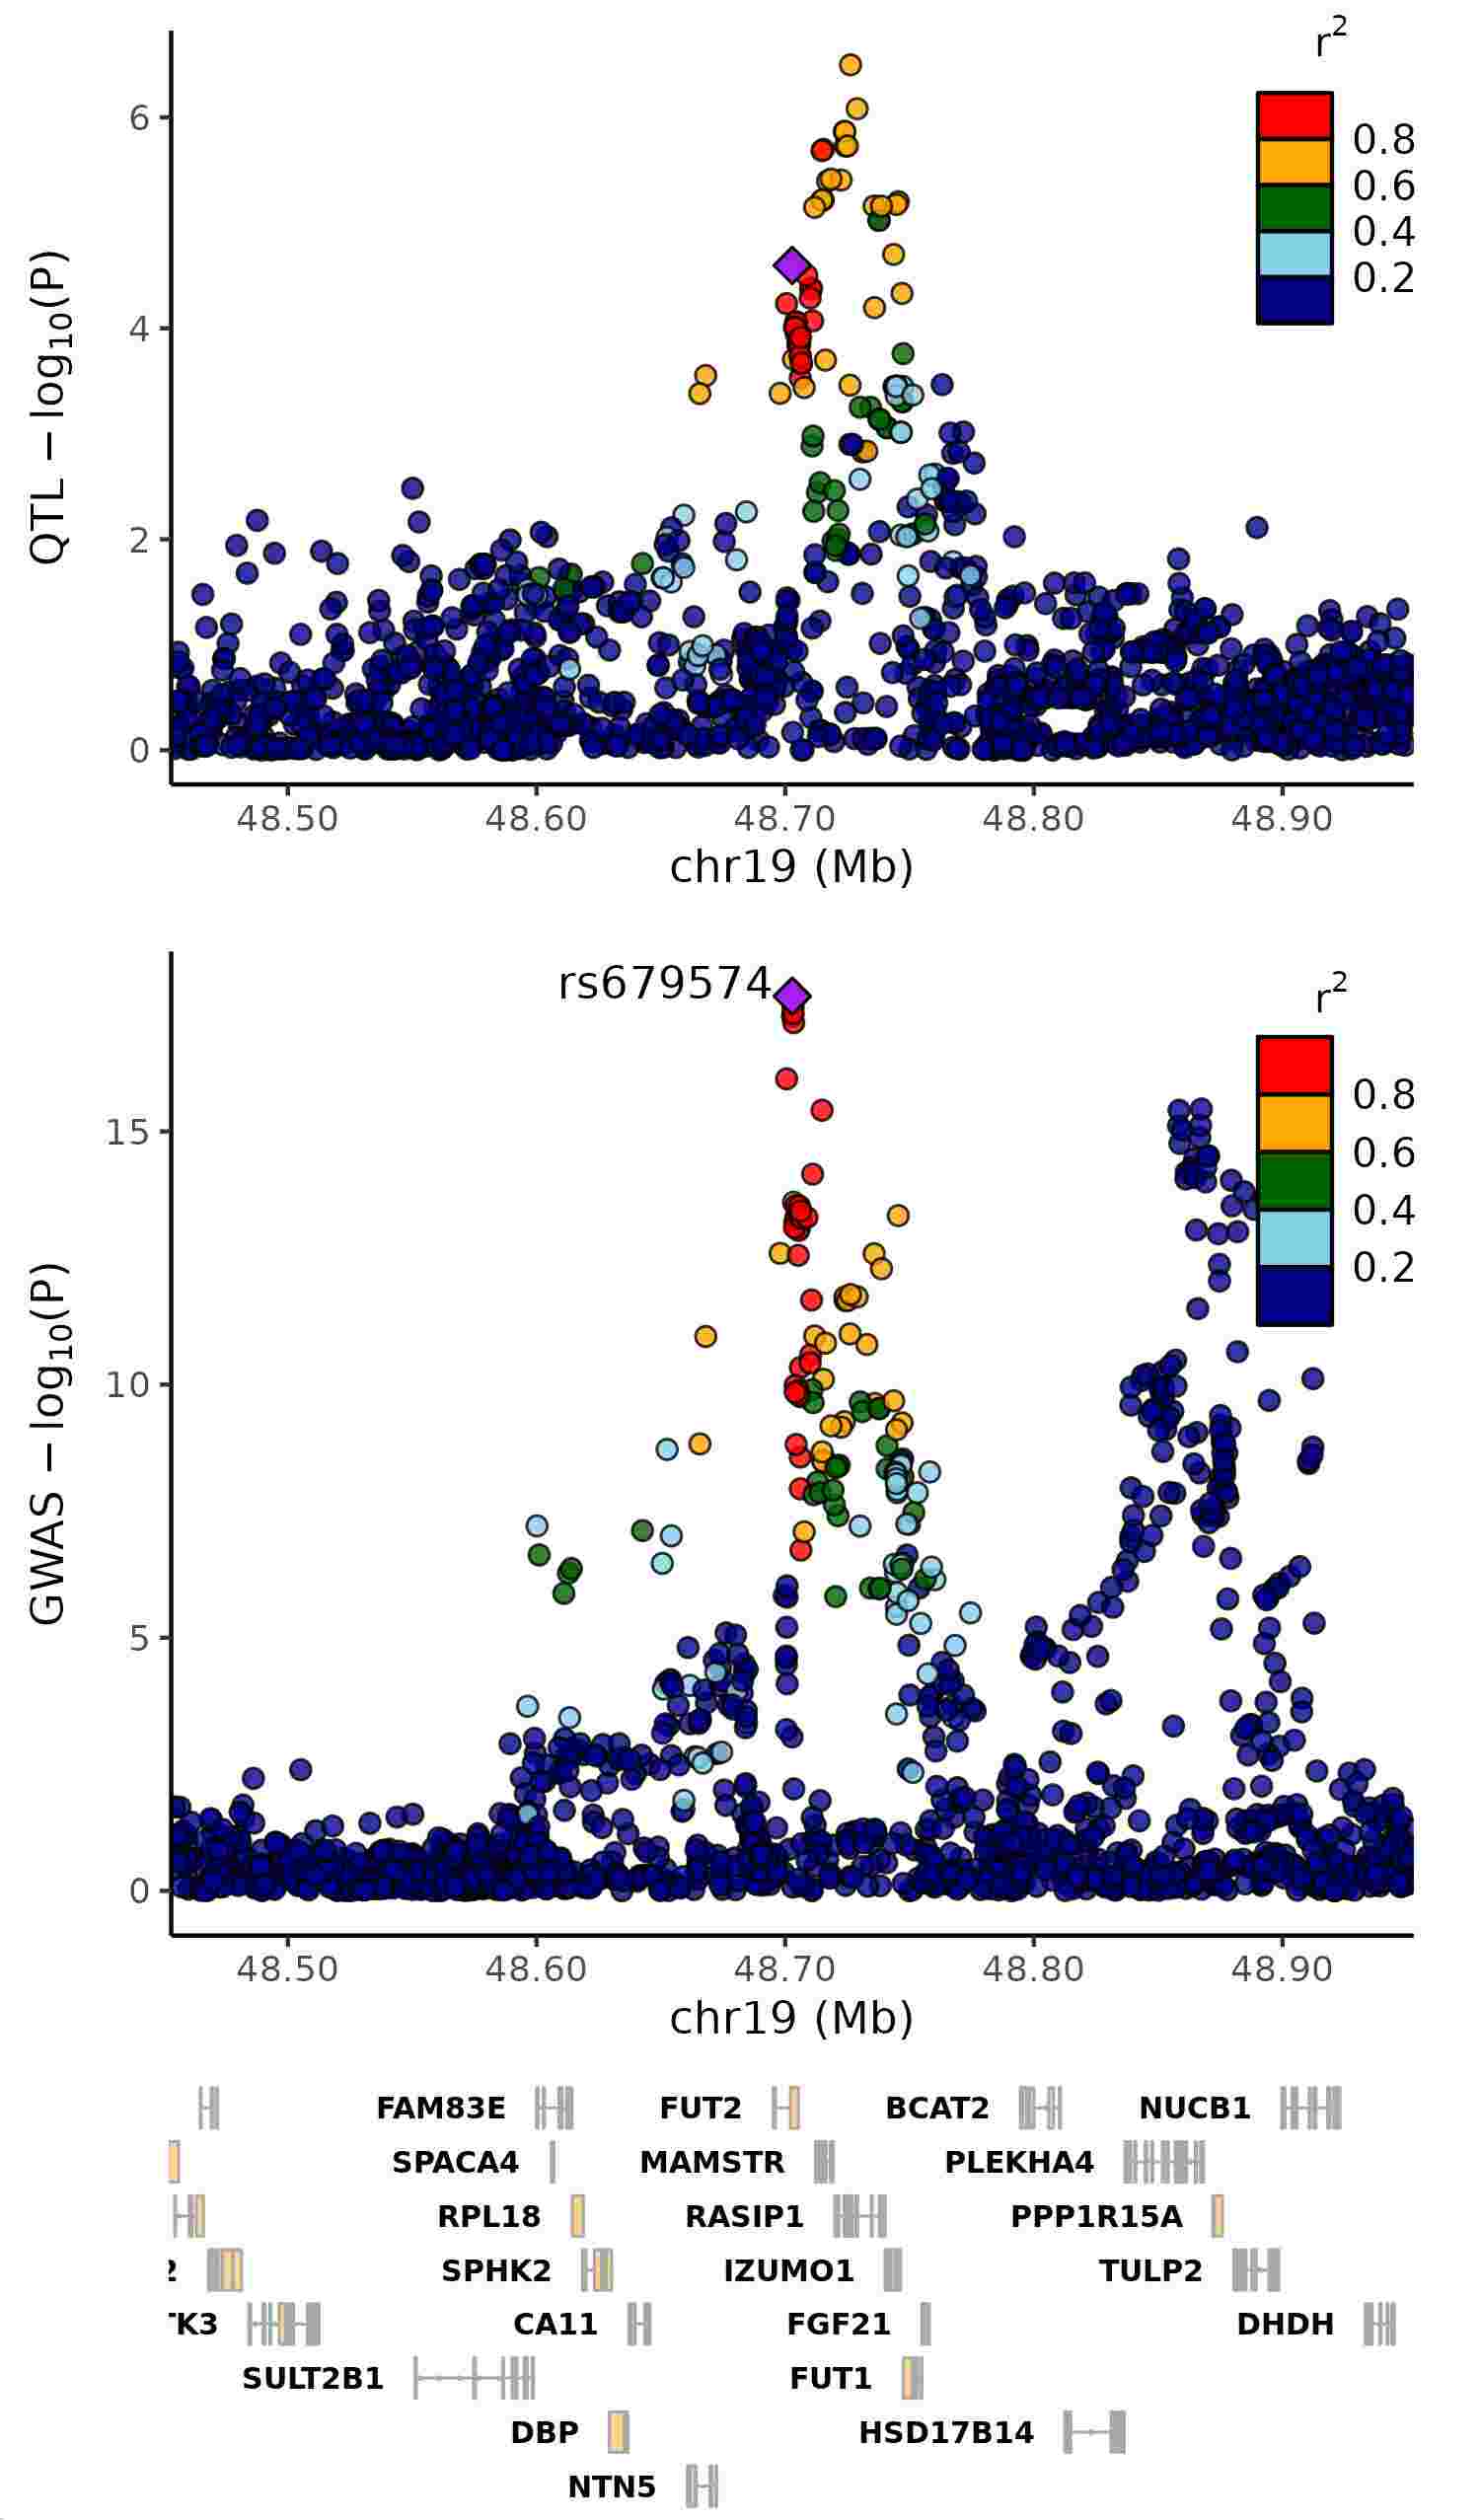 r²
6
4
2
0
0.8
0.6
0.4
0.2
QTL −log₁₀(P)
48.50 48.60 48.70 48.80 48.90
chr19 (Mb)
rs679574
r²
15
10
5
0
0.8
0.6
0.4
0.2
GWAS −log₁₀(P)
48.50 48.60 48.70 48.80 48.90
chr19 (Mb)
FAM83E FUT2 BCAT2 NUCB1
SPACA4 MAMSTR PLEKHA4
RPL18 RASIP1 PPP1R15A
2 SPHK2 IZUMO1 TULP2
TK3 CA11 FGF21 DHDH
SULT2B1 FUT1
DBP HSD17B14
NTN5